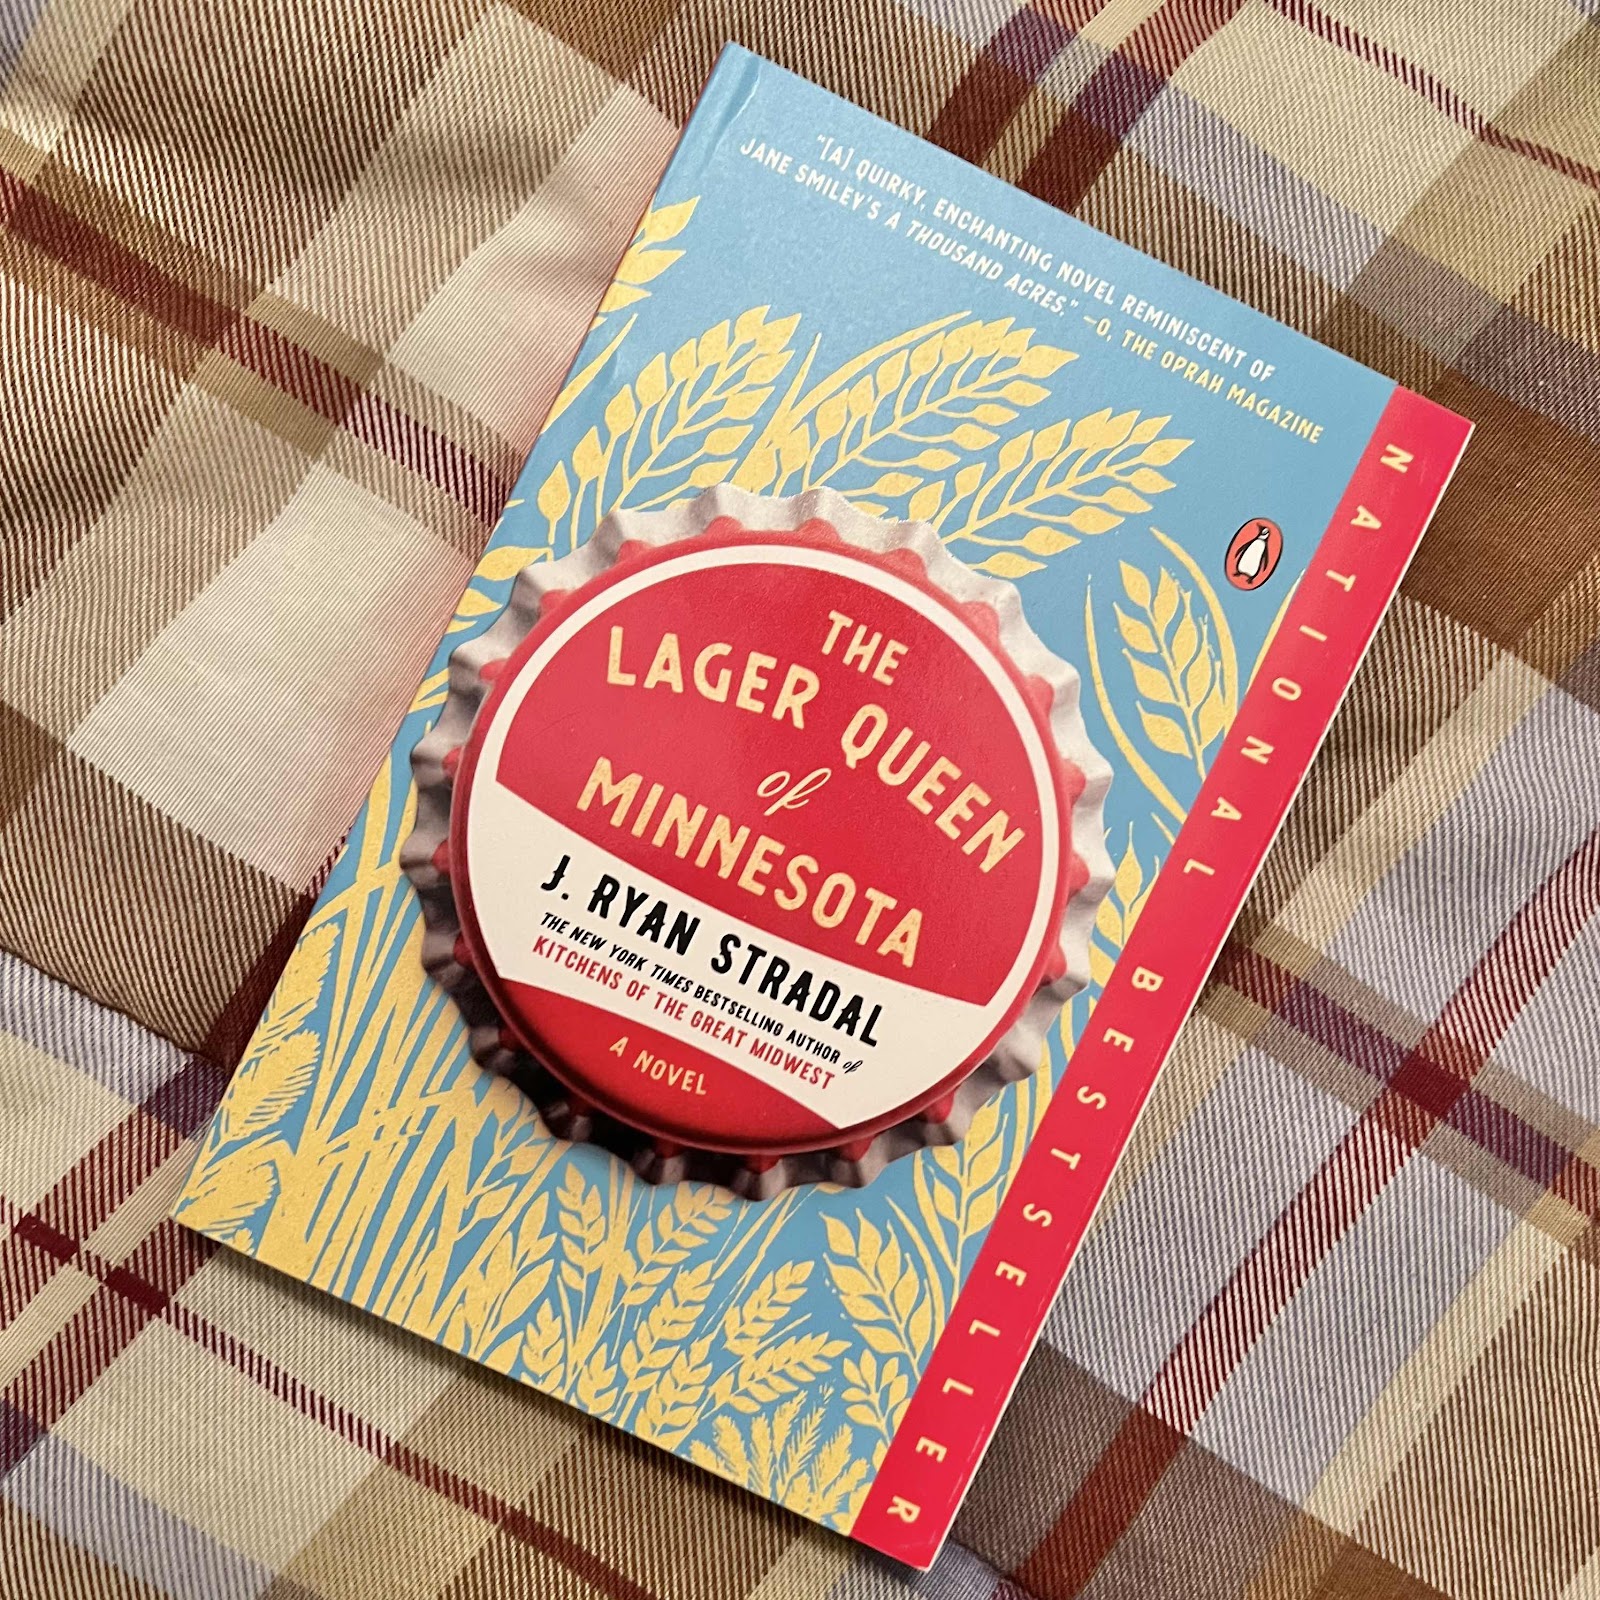 "[A] QUIRKY, ENCHANTING NOVEL REMINISCENT OF
JANE SMILEY'S A THOUSAND ACRES." —O, THE OPRAH MAGAZINE
NATIONAL BESTSELLER
THE
LAGER QUEEN
of
MINNESOTA
J. RYAN STRADAL
THE NEW YORK TIMES BESTSELLING AUTHOR of
KITCHENS OF THE GREAT MIDWEST
A NOVEL